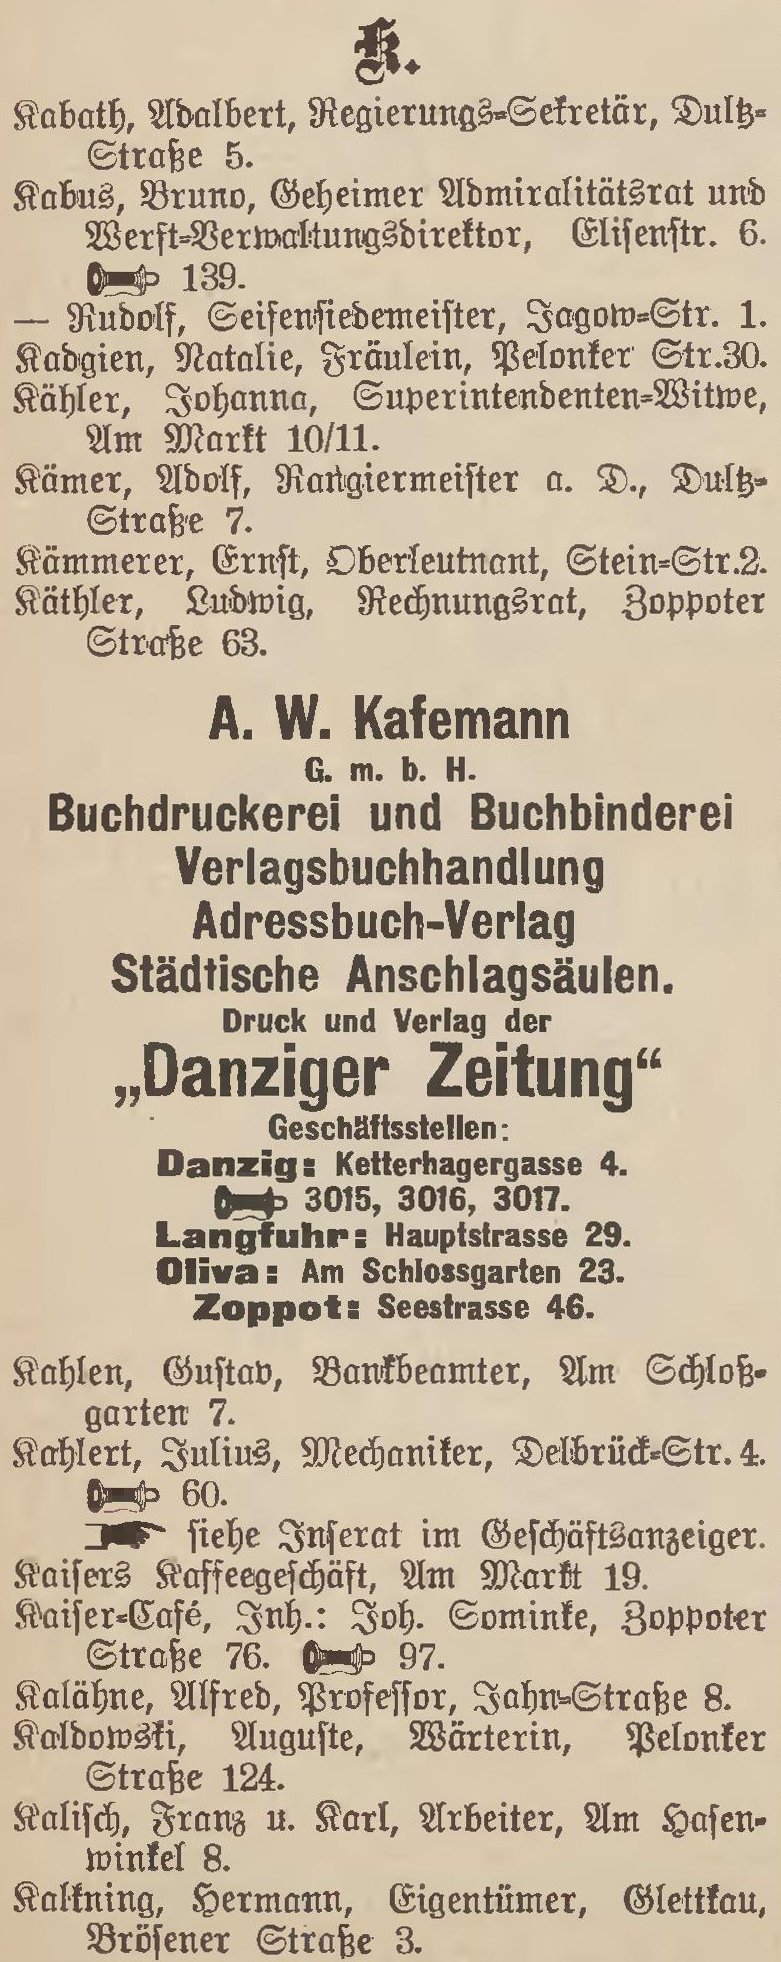 K.
Kabath, Adalbert, Regierungs-Sekretär, Dultz-
Straße 5.
Kabus, Bruno, Geheimer Admiralitätsrat und
Werft-Verwaltungsdirektor, Elisenstr. 6.
139.
— Rudolf, Seifensiedemeister, Jagow-Str. 1.
Kadgien, Natalie, Fräulein, Pelonker Str.30.
Kähler, Johanna, Superintendenten-Witwe,
Am Markt 10/11.
Kämer, Adolf, Rangiermeister a. D., Dultz-
Straße 7.
Kämmerer, Ernst, Oberleutnant, Stein-Str.2.
Käthler, Ludwig, Rechnungsrat, Zoppoter
Straße 63.
A. W. Kafemann
G. m. b. H.
Buchdruckerei und Buchbinderei
Verlagsbuchhandlung
Adressbuch-Verlag
Städtische Anschlagsäulen.
Druck und Verlag der
„Danziger Zeitung“
Geschäftsstellen:
Danzig: Ketterhagergasse 4.
3015, 3016, 3017.
Langfuhr: Hauptstrasse 29.
Oliva: Am Schlossgarten 23.
Zoppot: Seestrasse 46.
Kahlen, Gustav, Bankbeamter, Am Schloß-
garten 7.
Kahlert, Julius, Mechaniker, Delbrück-Str. 4.
60.
siehe Inserat im Geschäftsanzeiger.
Kaisers Kaffeegeschäft, Am Markt 19.
Kaiser-Café, Inh.: Joh. Sominke, Zoppoter
Straße 76. 97.
Kalähne, Alfred, Professor, Jahn-Straße 8.
Kaldowski, Auguste, Wärterin, Pelonker
Straße 124.
Kalisch, Franz u. Karl, Arbeiter, Am Hasen-
winkel 8.
Kalkning, Hermann, Eigentümer, Glettkau,
Brösener Straße 3.